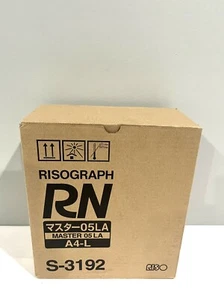 RISOGRAPH
RN
マスター05LA
MASTER 05 LA
A4-L
S-3192 RISO